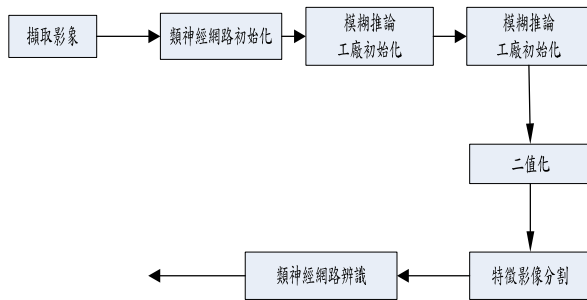 擷取影象
類神經網路初始化
模糊推論
工廠初始化
模糊推論
工廠初始化
二值化
特徵影像分割
類神經網路辨識